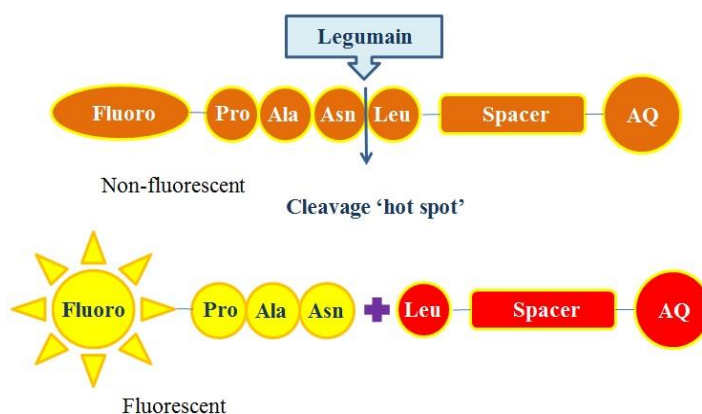 Legumain
Fluoro Pro Ala Asn Leu Spacer AQ
Non-fluorescent
Cleavage ‘hot spot’
Fluoro Pro Ala Asn Leu Spacer AQ
Fluorescent